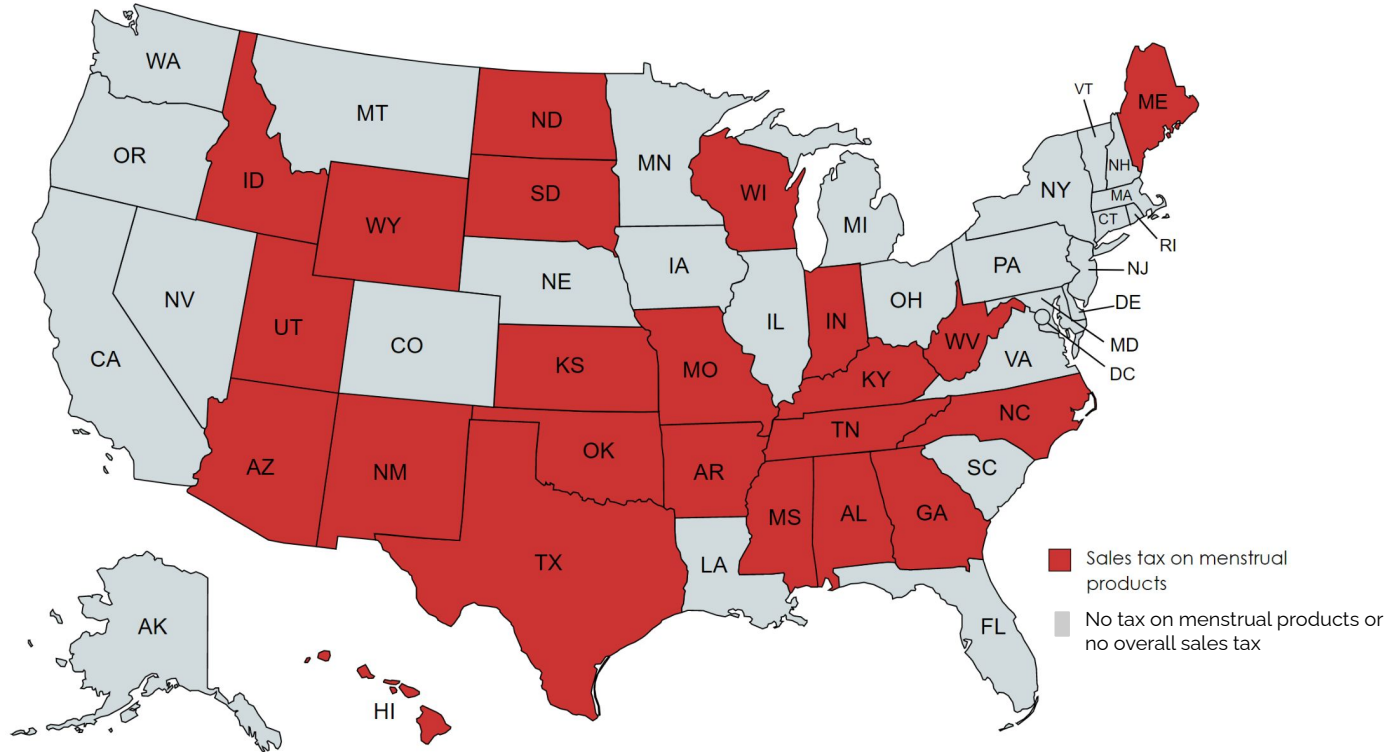 WA
MT
ND
MN
VT
ME
OR
ID
SD
WI
NH
NY
MA
WY
MI
CT
RI
IA
PA
NJ
NE
NV
OH
DE
IL
IN
UT
CO
WV
MD
CA
VA
KS
MO
DC
KY
NC
TN
OK
AZ
NM
AR
SC
MS
AL
GA
TX
LA
Sales tax on menstrual
products
No tax on menstrual products or
no overall sales tax
AK
FL
HI